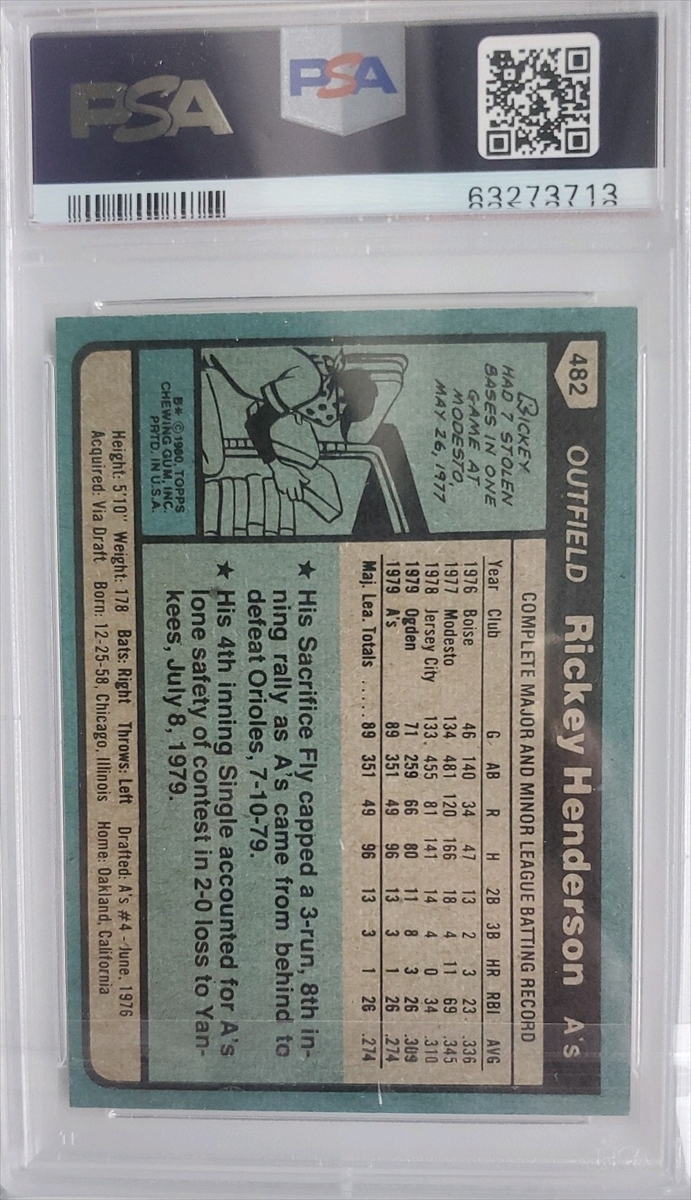 PSA
PSA
63273713
482
OUTFIELD Rickey Henderson A's
RICKEY
HAD 7 STOLEN
BASES IN ONE
GAME AT
MODESTO,
MAY 26, 1977
B* ©1980, TOPPS
CHEWING GUM, INC.
PRTD. IN U.S.A.
COMPLETE MAJOR AND MINOR LEAGUE BATTING RECORD
Year Club G AB R H 2B 3B HR RBI AVG
1976 Boise 46 140 34 47 13 2 3 23 .336
1977 Modesto 134 481 120 166 18 4 11 69 .345
1978 Jersey City 133 455 81 141 14 4 0 34 .310
1979 Ogden 71 259 66 80 11 8 3 26 .309
1979 A's 89 351 49 96 13 3 1 26 .274
Maj. Lea. Totals ...... 89 351 49 96 13 3 1 26 .274
★ His Sacrifice Fly capped a 3-run, 8th in-
ning rally as A's came from behind to
defeat Orioles, 7-10-79.
★ His 4th inning Single accounted for A's
lone safety of contest in 2-0 loss to Yan-
kees, July 8, 1979.
Height: 5'10" Weight: 178 Bats: Right Throws: Left Drafted: A's #4 - June, 1976
Acquired: Via Draft Born: 12-25-58, Chicago, Illinois Home: Oakland, California